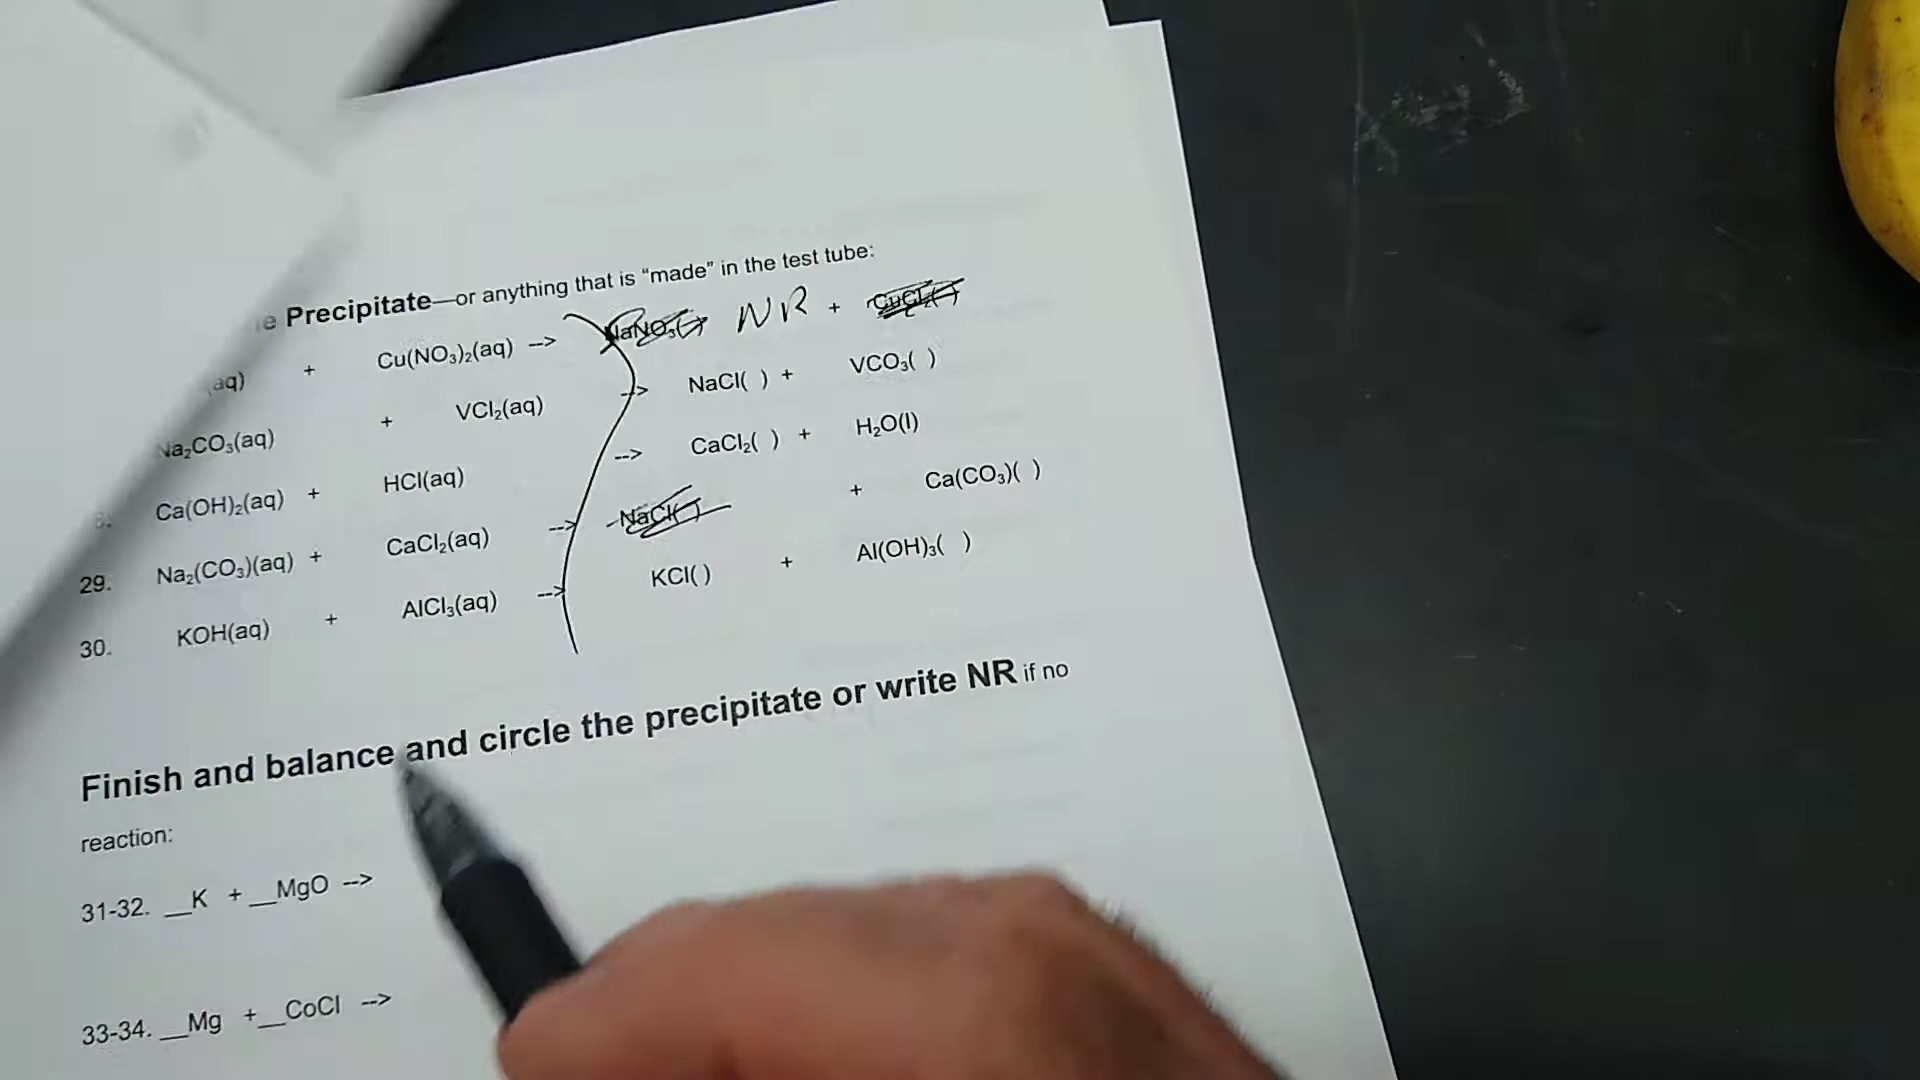 Precipitate—or anything that is “made” in the test tube:
aq) + Cu(NO₃)₂(aq) --> NaNO₃( ) NR + CuCl₂( )
Na₂CO₃(aq) + VCl₂(aq) --> NaCl( ) + VCO₃( )
Ca(OH)₂(aq) + HCl(aq) --> CaCl₂( ) + H₂O(l)
29. Na₂(CO₃)(aq) + CaCl₂(aq) --> NaCl( ) + Ca(CO₃)( )
30. KOH(aq) + AlCl₃(aq) --> KCl( ) + Al(OH)₃( )
Finish and balance and circle the precipitate or write NR if no
reaction:
31-32. __K + __MgO -->
33-34. __Mg +__CoCl -->